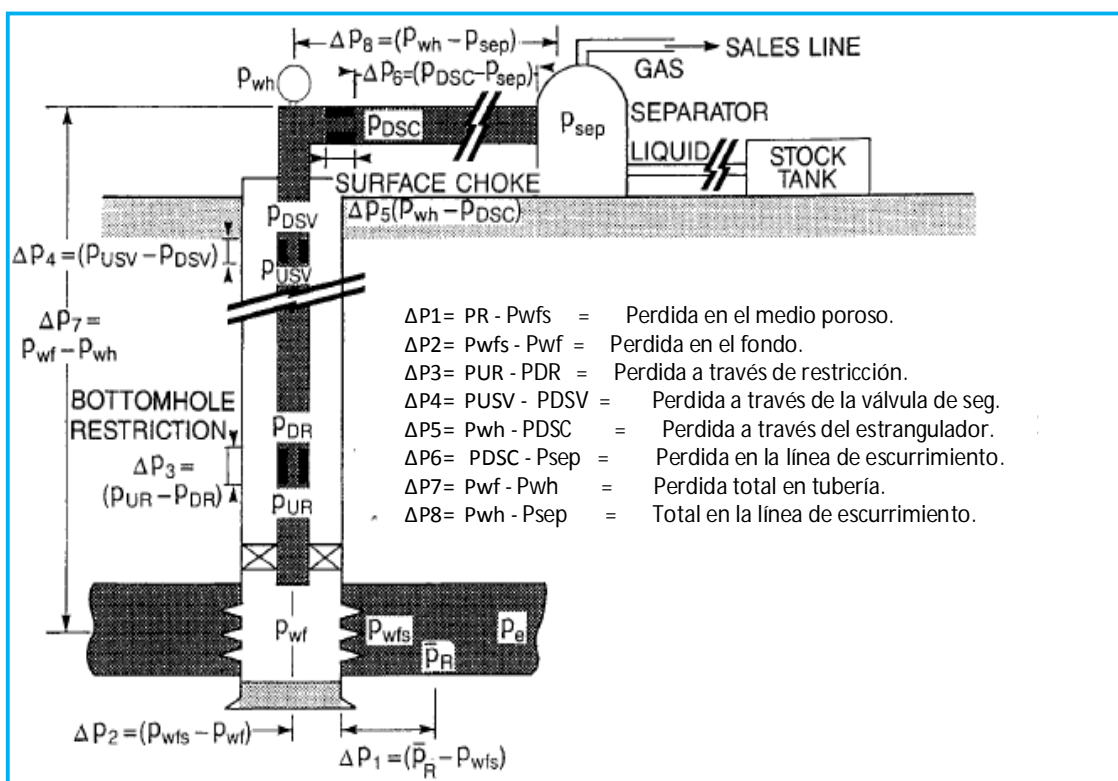 Δp8=(pwh–psep)
SALES LINE
GAS
pwh
Δp6=(pDSC–psep)
pDSC
psep
SEPARATOR
LIQUID
STOCK
TANK
SURFACE CHOKE
Δp5(pwh–pDSC)
pDSV
Δp4=(pUSV–pDSV)
pUSV
Δp7=
pwf–pwh
ΔP1= PR - Pwfs = Perdida en el medio poroso.
ΔP2= Pwfs - Pwf = Perdida en el fondo.
ΔP3= PUR - PDR = Perdida a través de restricción.
ΔP4= PUSV - PDSV = Perdida a través de la válvula de seg.
ΔP5= Pwh - PDSC = Perdida a través del estrangulador.
ΔP6= PDSC - Psep = Perdida en la línea de escurrimiento.
ΔP7= Pwf - Pwh = Perdida total en tubería.
ΔP8= Pwh - Psep = Total en la línea de escurrimiento.
BOTTOMHOLE
RESTRICTION
pDR
Δp3=
(pUR–pDR)
pUR
pwf
pwfs
pe
p̄R
Δp2=(pwfs–pwf)
Δp1=(p̄R–pwfs)